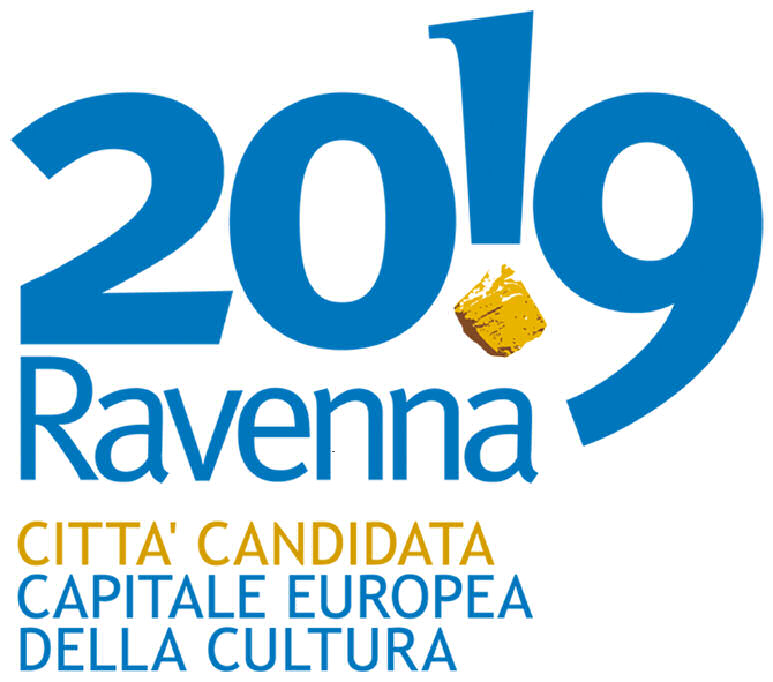 2019
Ravenna
CITTA' CANDIDATA
CAPITALE EUROPEA
DELLA CULTURA